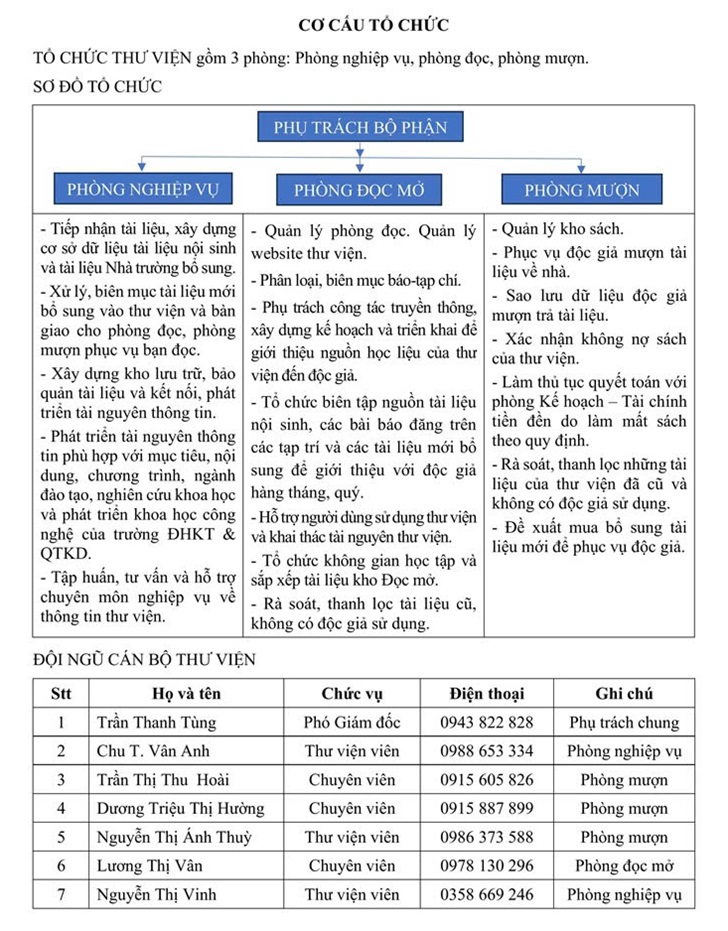 CƠ CẤU TỔ CHỨC
TỔ CHỨC THƯ VIỆN gồm 3 phòng: Phòng nghiệp vụ, phòng đọc, phòng mượn.
SƠ ĐỒ TỔ CHỨC
PHỤ TRÁCH BỘ PHẬN
PHÒNG NGHIỆP VỤ
PHÒNG ĐỌC MỞ
PHÒNG MƯỢN
- Tiếp nhận tài liệu, xây dựng
cơ sở dữ liệu tài liệu nội sinh
và tài liệu Nhà trường bổ sung.
- Xử lý, biên mục tài liệu mới
bổ sung vào thư viện và bàn
giao cho phòng đọc, phòng
mượn phục vụ bạn đọc.
- Xây dựng kho lưu trữ, bảo
quản tài liệu và kết nối, phát
triển tài nguyên thông tin.
- Phát triển tài nguyên thông
tin phù hợp với mục tiêu, nội
dung, chương trình, ngành
đào tạo, nghiên cứu khoa học
và phát triển khoa học công
nghệ của trường ĐHKT &
QTKD.
- Tập huấn, tư vấn và hỗ trợ
chuyên môn nghiệp vụ về
thông tin thư viện.
- Quản lý phòng đọc. Quản lý
website thư viện.
- Phân loại, biên mục báo-tạp chí.
- Phụ trách công tác truyền thông,
xây dựng kế hoạch và triển khai để
giới thiệu nguồn học liệu của thư
viện đến độc giả.
- Tổ chức biên tập nguồn tài liệu
nội sinh, các bài báo đăng trên
các tạp trí và các tài liệu mới bổ
sung để giới thiệu với độc giả
hàng tháng, quý.
- Hỗ trợ người dùng sử dụng thư viện
và khai thác tài nguyên thư viện.
- Tổ chức không gian học tập và
sắp xếp tài liệu kho Đọc mở.
- Rà soát, thanh lọc tài liệu cũ,
không có độc giả sử dụng.
- Quản lý kho sách.
- Phục vụ độc giả mượn tài
liệu về nhà.
- Sao lưu dữ liệu độc giả
mượn trả tài liệu.
- Xác nhận không nợ sách
của thư viện.
- Làm thủ tục quyết toán với
phòng Kế hoạch – Tài chính
tiền đền do làm mất sách
theo quy định.
- Rà soát, thanh lọc những tài
liệu của thư viện đã cũ và
không có độc giả sử dụng.
- Đề xuất mua bổ sung tài
liệu mới để phục vụ độc giả.
ĐỘI NGŨ CÁN BỘ THƯ VIỆN
Stt Họ và tên Chức vụ Điện thoại Ghi chú
1 Trần Thanh Tùng Phó Giám đốc 0943 822 828 Phụ trách chung
2 Chu T. Vân Anh Thư viện viên 0988 653 334 Phòng nghiệp vụ
3 Trần Thị Thu Hoài Chuyên viên 0915 605 826 Phòng mượn
4 Dương Triệu Thị Hường Chuyên viên 0915 887 899 Phòng mượn
5 Nguyễn Thị Ánh Thuỳ Thư viện viên 0986 373 588 Phòng mượn
6 Lương Thị Vân Chuyên viên 0978 130 296 Phòng đọc mở
7 Nguyễn Thị Vinh Thư viện viên 0358 669 246 Phòng nghiệp vụ